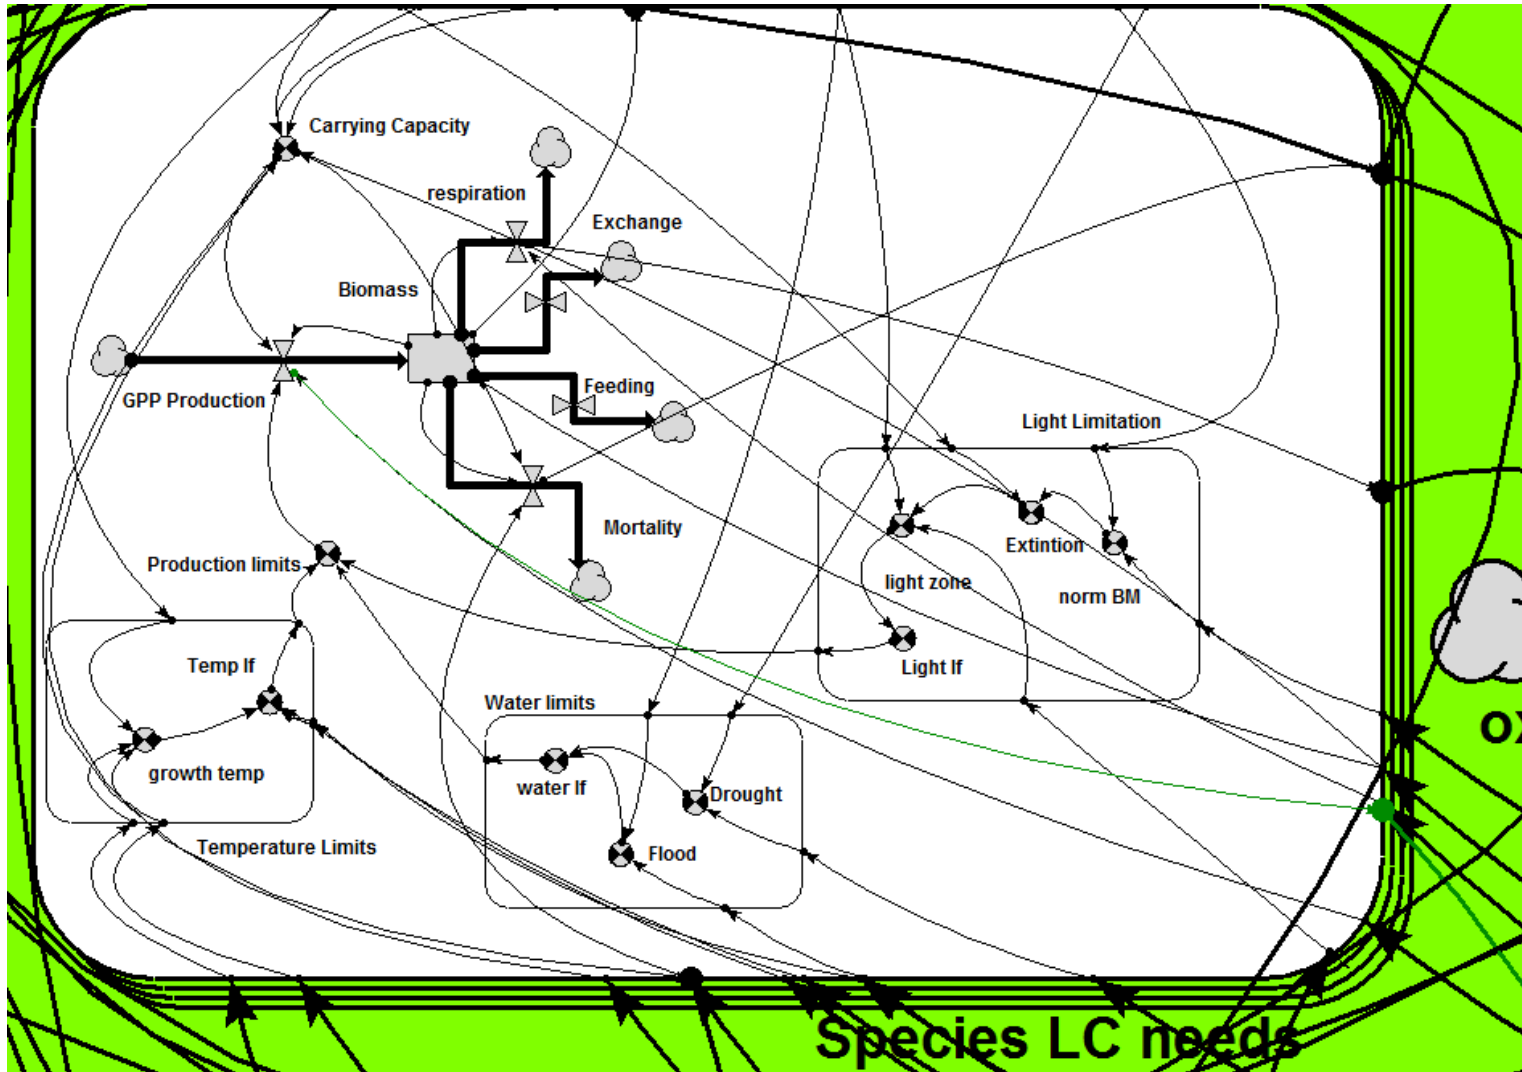 Carrying Capacity
respiration
Exchange
Biomass
GPP Production
Feeding
Light Limitation
Mortality
Extintion
Production limits
light zone
norm BM
Temp lf
Light lf
Water limits
growth temp
water lf
Drought
Temperature Limits
Flood
Species LC needs